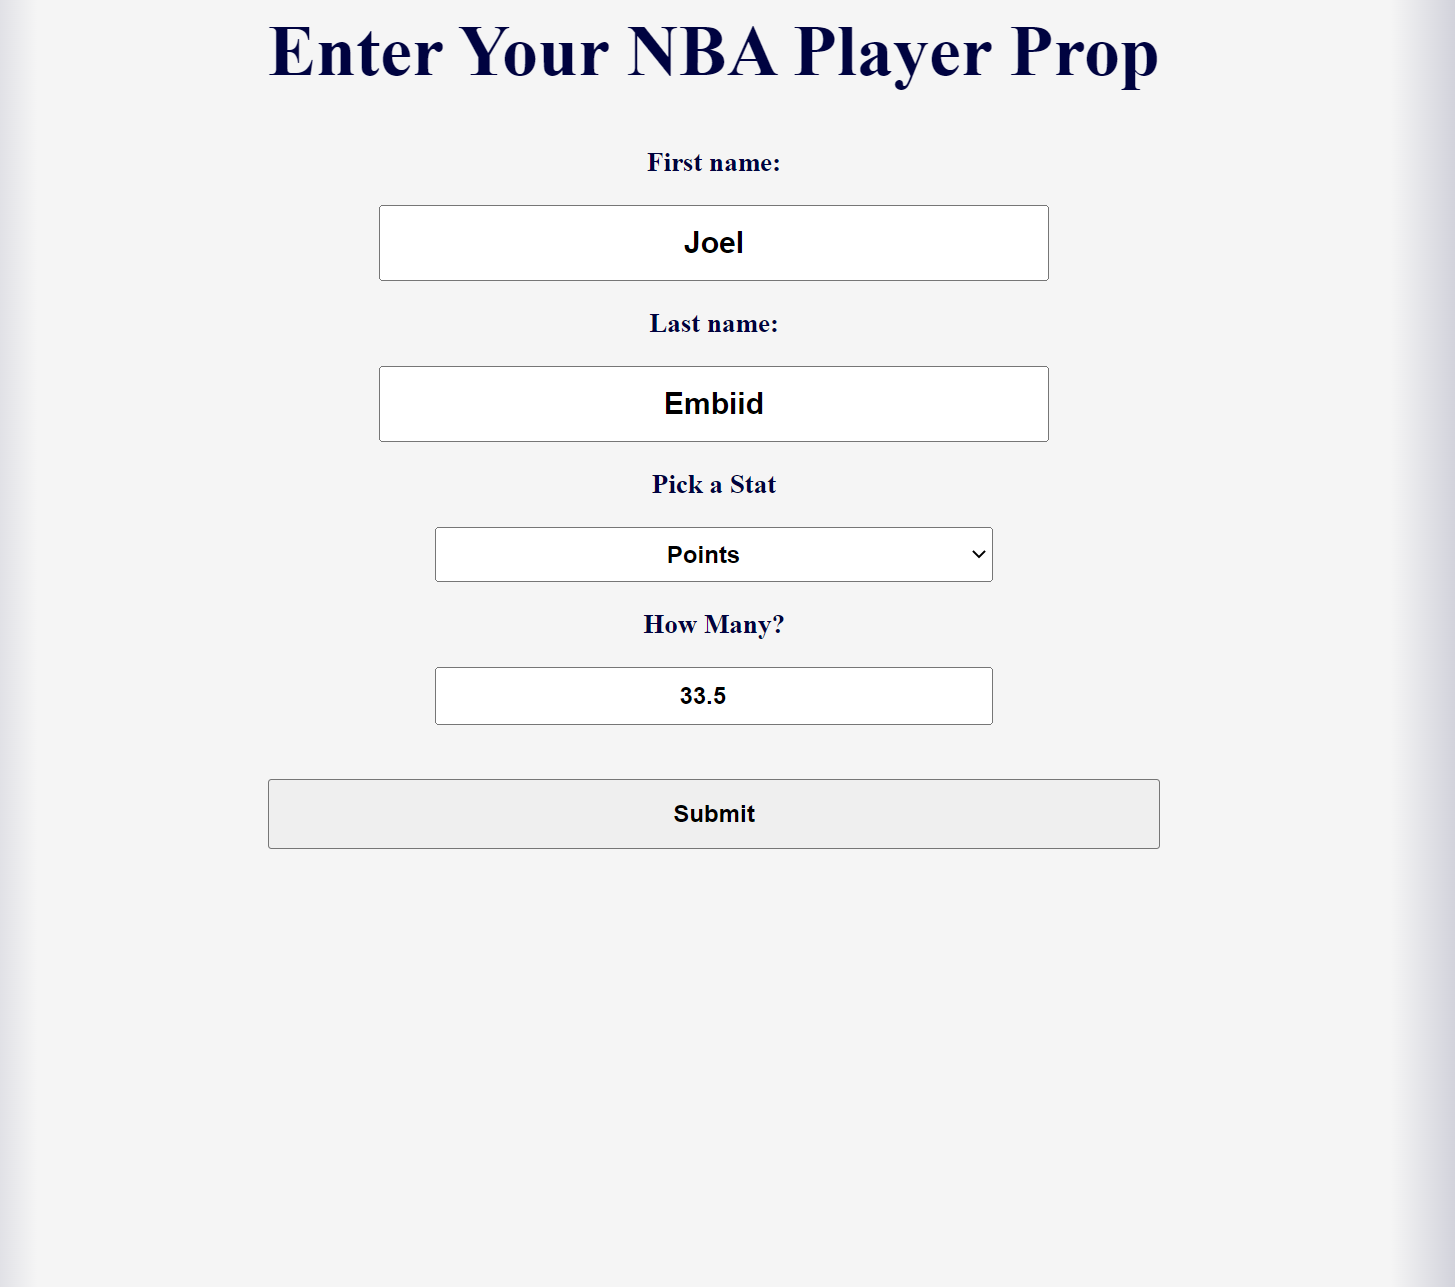 Enter Your NBA Player Prop
First name:
Joel
Last name:
Embiid
Pick a Stat
Points
How Many?
33.5
Submit